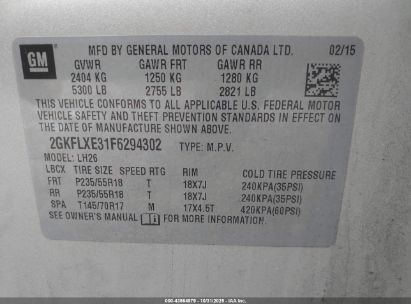 GM
MFD BY GENERAL MOTORS OF CANADA LTD. 02/15
GVWR GAWR FRT GAWR RR
2404 KG 1250 KG 1280 KG
5300 LB 2755 LB 2821 LB
THIS VEHICLE CONFORMS TO ALL APPLICABLE U.S. FEDERAL MOTOR
VEHICLE SAFETY AND THEFT PREVENTION STANDARDS IN EFFECT ON
THE DATE OF MANUFACTURE SHOWN ABOVE.
2GKFLXE31F6294302 TYPE: M.P.V.
MODEL: LH26
LBCX TIRE SIZE SPEED RTG RIM COLD TIRE PRESSURE
FRT P235/55R18 T 18X7J 240KPA(35PSI)
RR P235/55R18 T 18X7J 240KPA(35PSI)
SPA T145/70R17 M 17X4.5T 420KPA(60PSI)
SEE OWNER'S MANUAL FOR MORE INFORMATION.